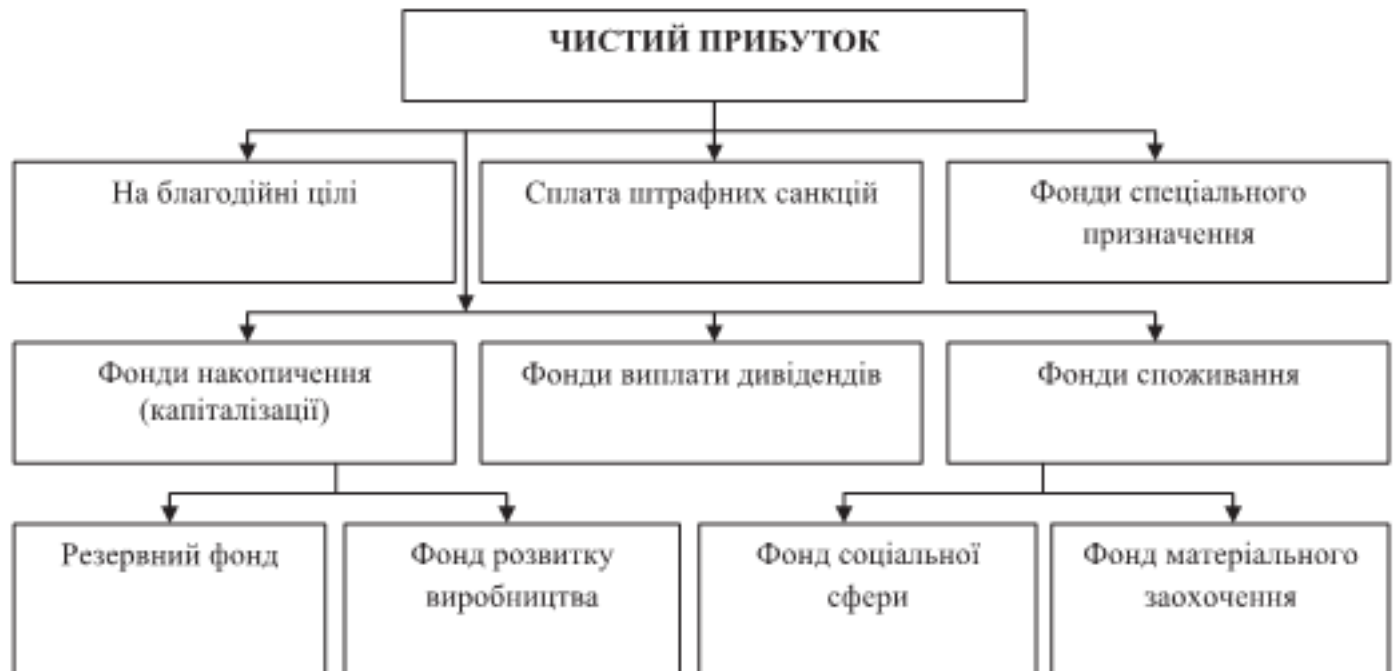 ЧИСТИЙ ПРИБУТОК
На благодійні цілі
Сплата штрафних санкцій
Фонди спеціального
призначення
Фонди накопичення
(капіталізації)
Фонди виплати дивідендів
Фонди споживання
Резервний фонд
Фонд розвитку
виробництва
Фонд соціальної
сфери
Фонд матеріального
заохочення